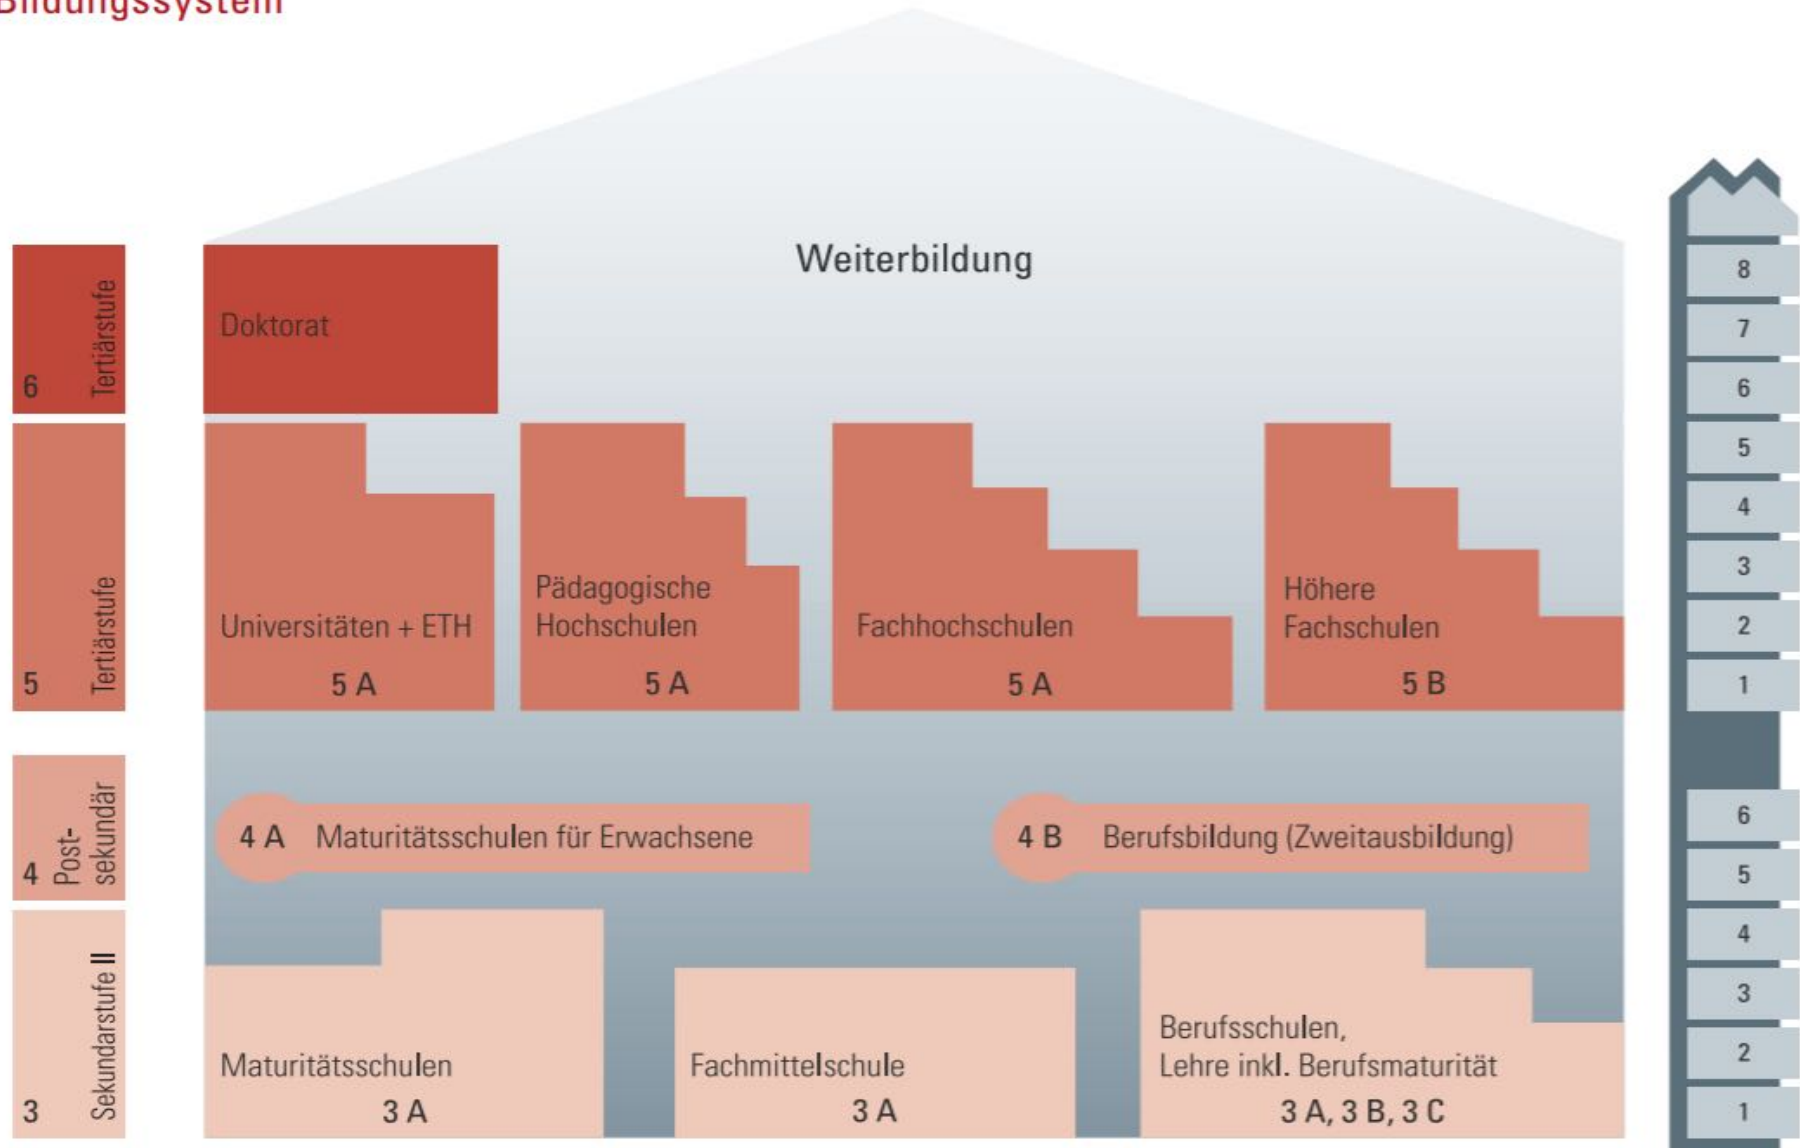 Bildungssystem
Weiterbildung
6 Tertiärstufe
Doktorat
5 Tertiärstufe
Universitäten + ETH
5 A
Pädagogische
Hochschulen
5 A
Fachhochschulen
5 A
Höhere
Fachschulen
5 B
4 Post-
sekundär
4 A Maturitätsschulen für Erwachsene
4 B Berufsbildung (Zweitausbildung)
3 Sekundarstufe II
Maturitätsschulen
3 A
Fachmittelschule
3 A
Berufsschulen,
Lehre inkl. Berufsmaturität
3 A, 3 B, 3 C
8
7
6
5
4
3
2
1
6
5
4
3
2
1